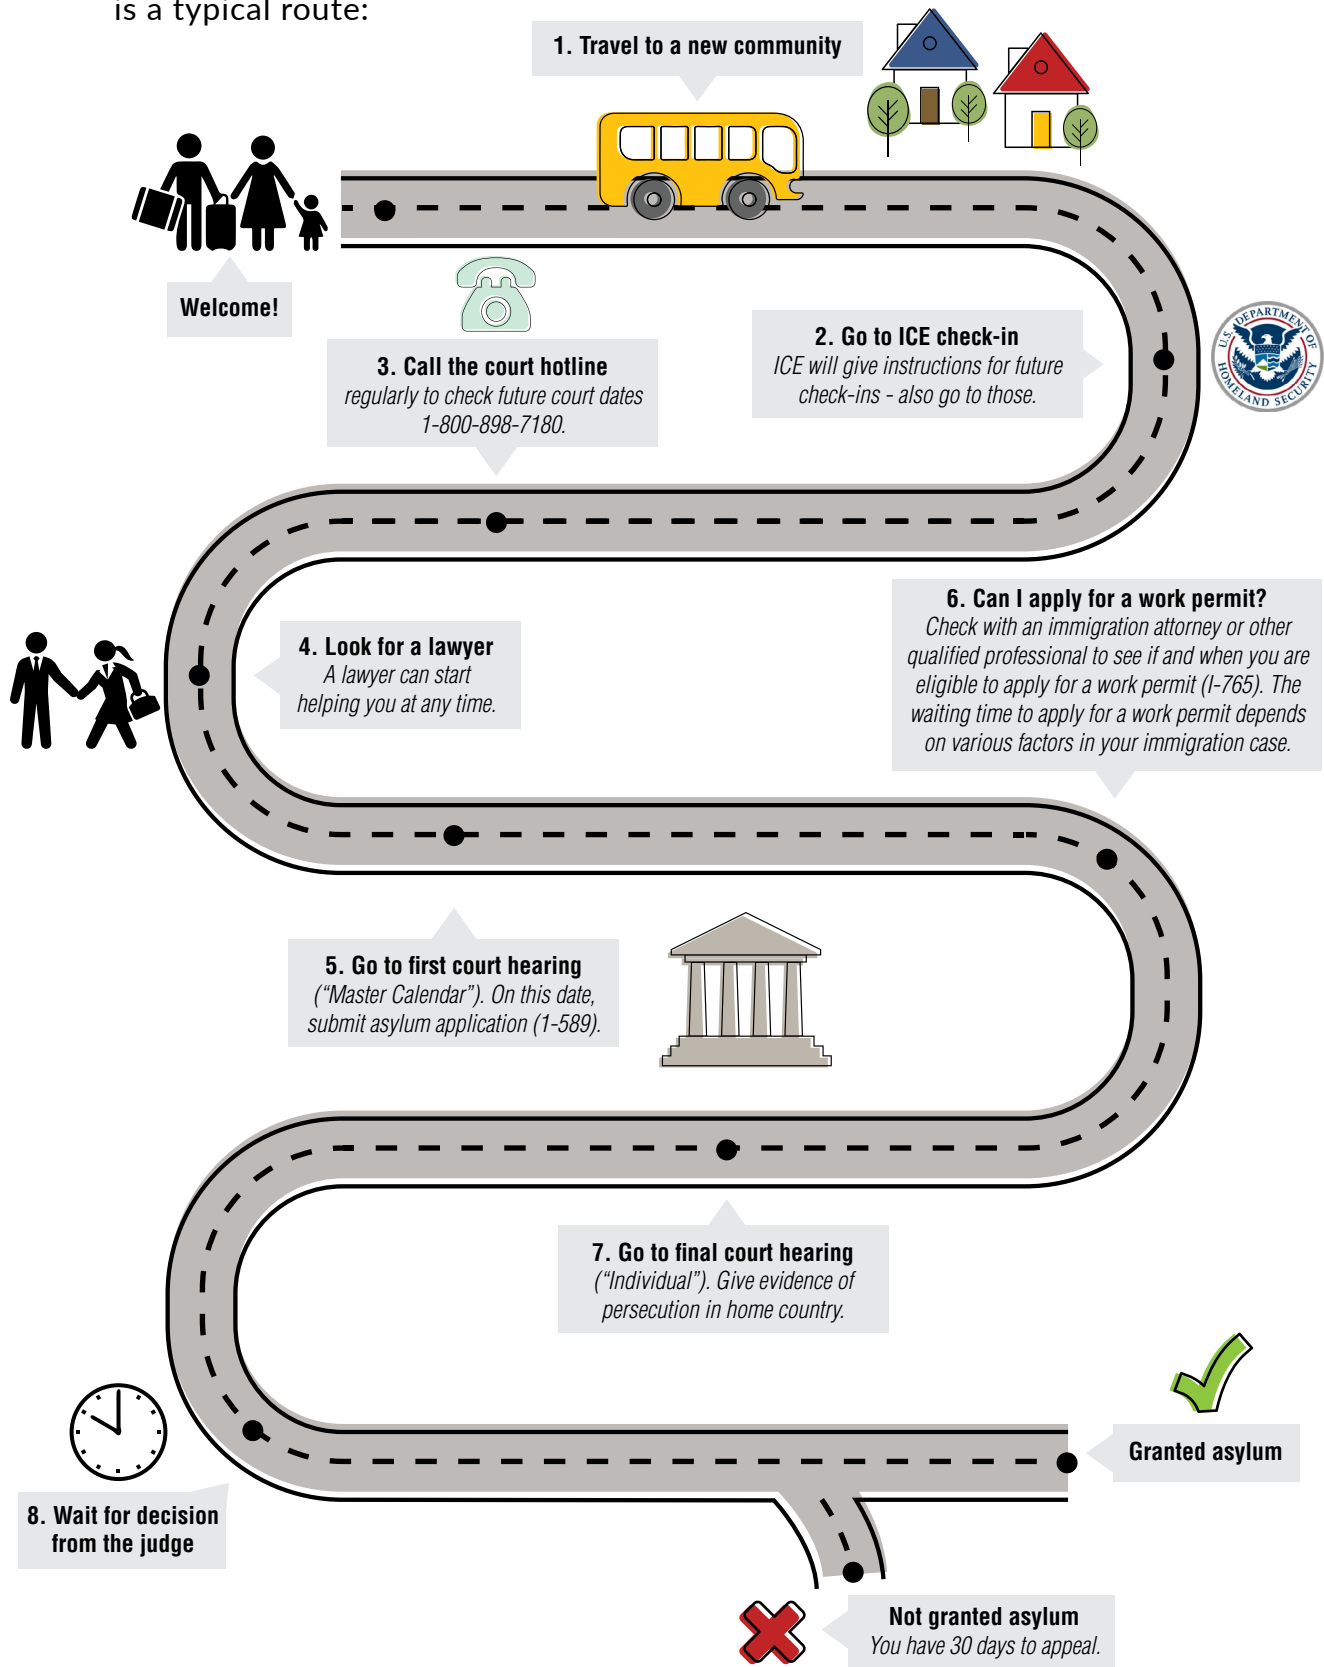 is a typical route:
1. Travel to a new community
Welcome!
2. Go to ICE check-in
ICE will give instructions for future
check-ins - also go to those.
U.S. DEPARTMENT OF
HOMELAND SECURITY
3. Call the court hotline
regularly to check future court dates
1-800-898-7180.
4. Look for a lawyer
A lawyer can start
helping you at any time.
5. Go to first court hearing
(“Master Calendar”). On this date,
submit asylum application (1-589).
6. Can I apply for a work permit?
Check with an immigration attorney or other
qualified professional to see if and when you are
eligible to apply for a work permit (I-765). The
waiting time to apply for a work permit depends
on various factors in your immigration case.
7. Go to final court hearing
(“Individual”). Give evidence of
persecution in home country.
8. Wait for decision
from the judge
Granted asylum
Not granted asylum
You have 30 days to appeal.